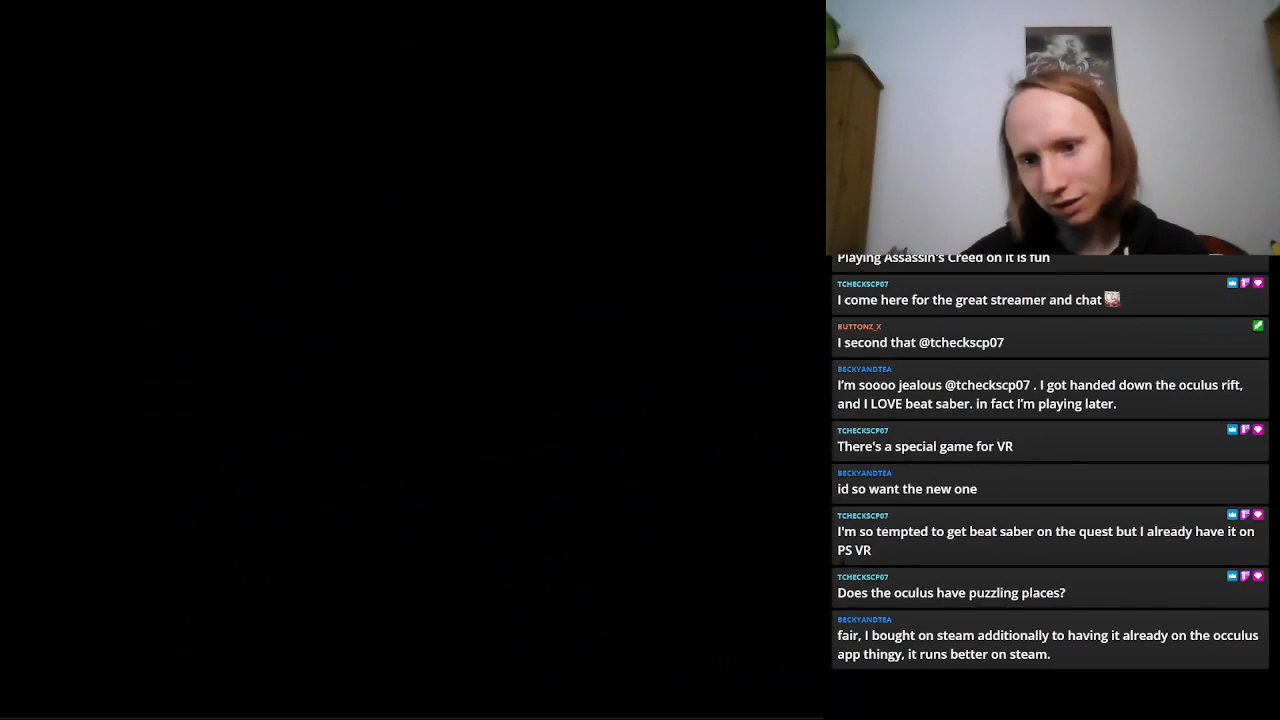 Playing Assassin's Creed on it is fun
TCHECKSCP07
I come here for the great streamer and chat
BUTTONZ_X
I second that @tcheckscp07
BECKYANDTEA
I'm soooo jealous @tcheckscp07 . I got handed down the oculus rift,
and I LOVE beat saber. in fact I'm playing later.
TCHECKSCP07
There's a special game for VR
BECKYANDTEA
id so want the new one
TCHECKSCP07
I'm so tempted to get beat saber on the quest but I already have it on
PS VR
TCHECKSCP07
Does the oculus have puzzling places?
BECKYANDTEA
fair, I bought on steam additionally to having it already on the occulus
app thingy, it runs better on steam.